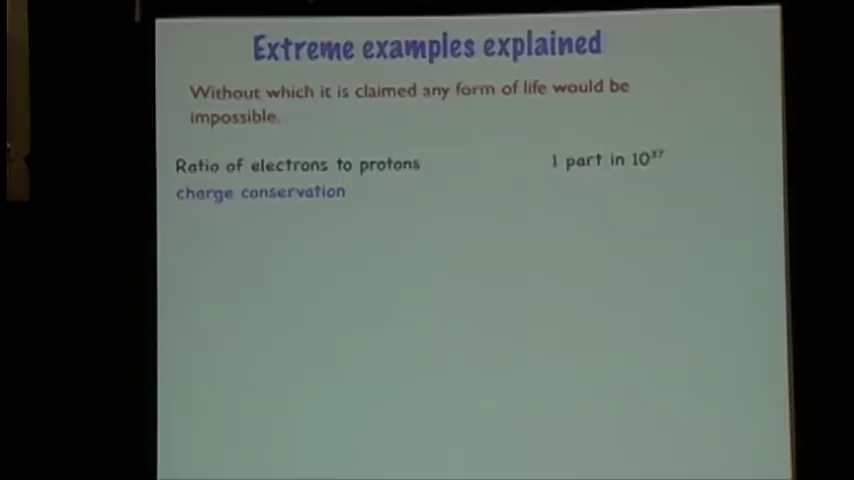 Extreme examples explained
Without which it is claimed any form of life would be
impossible.
Ratio of electrons to protons 1 part in 10³⁷
charge conservation